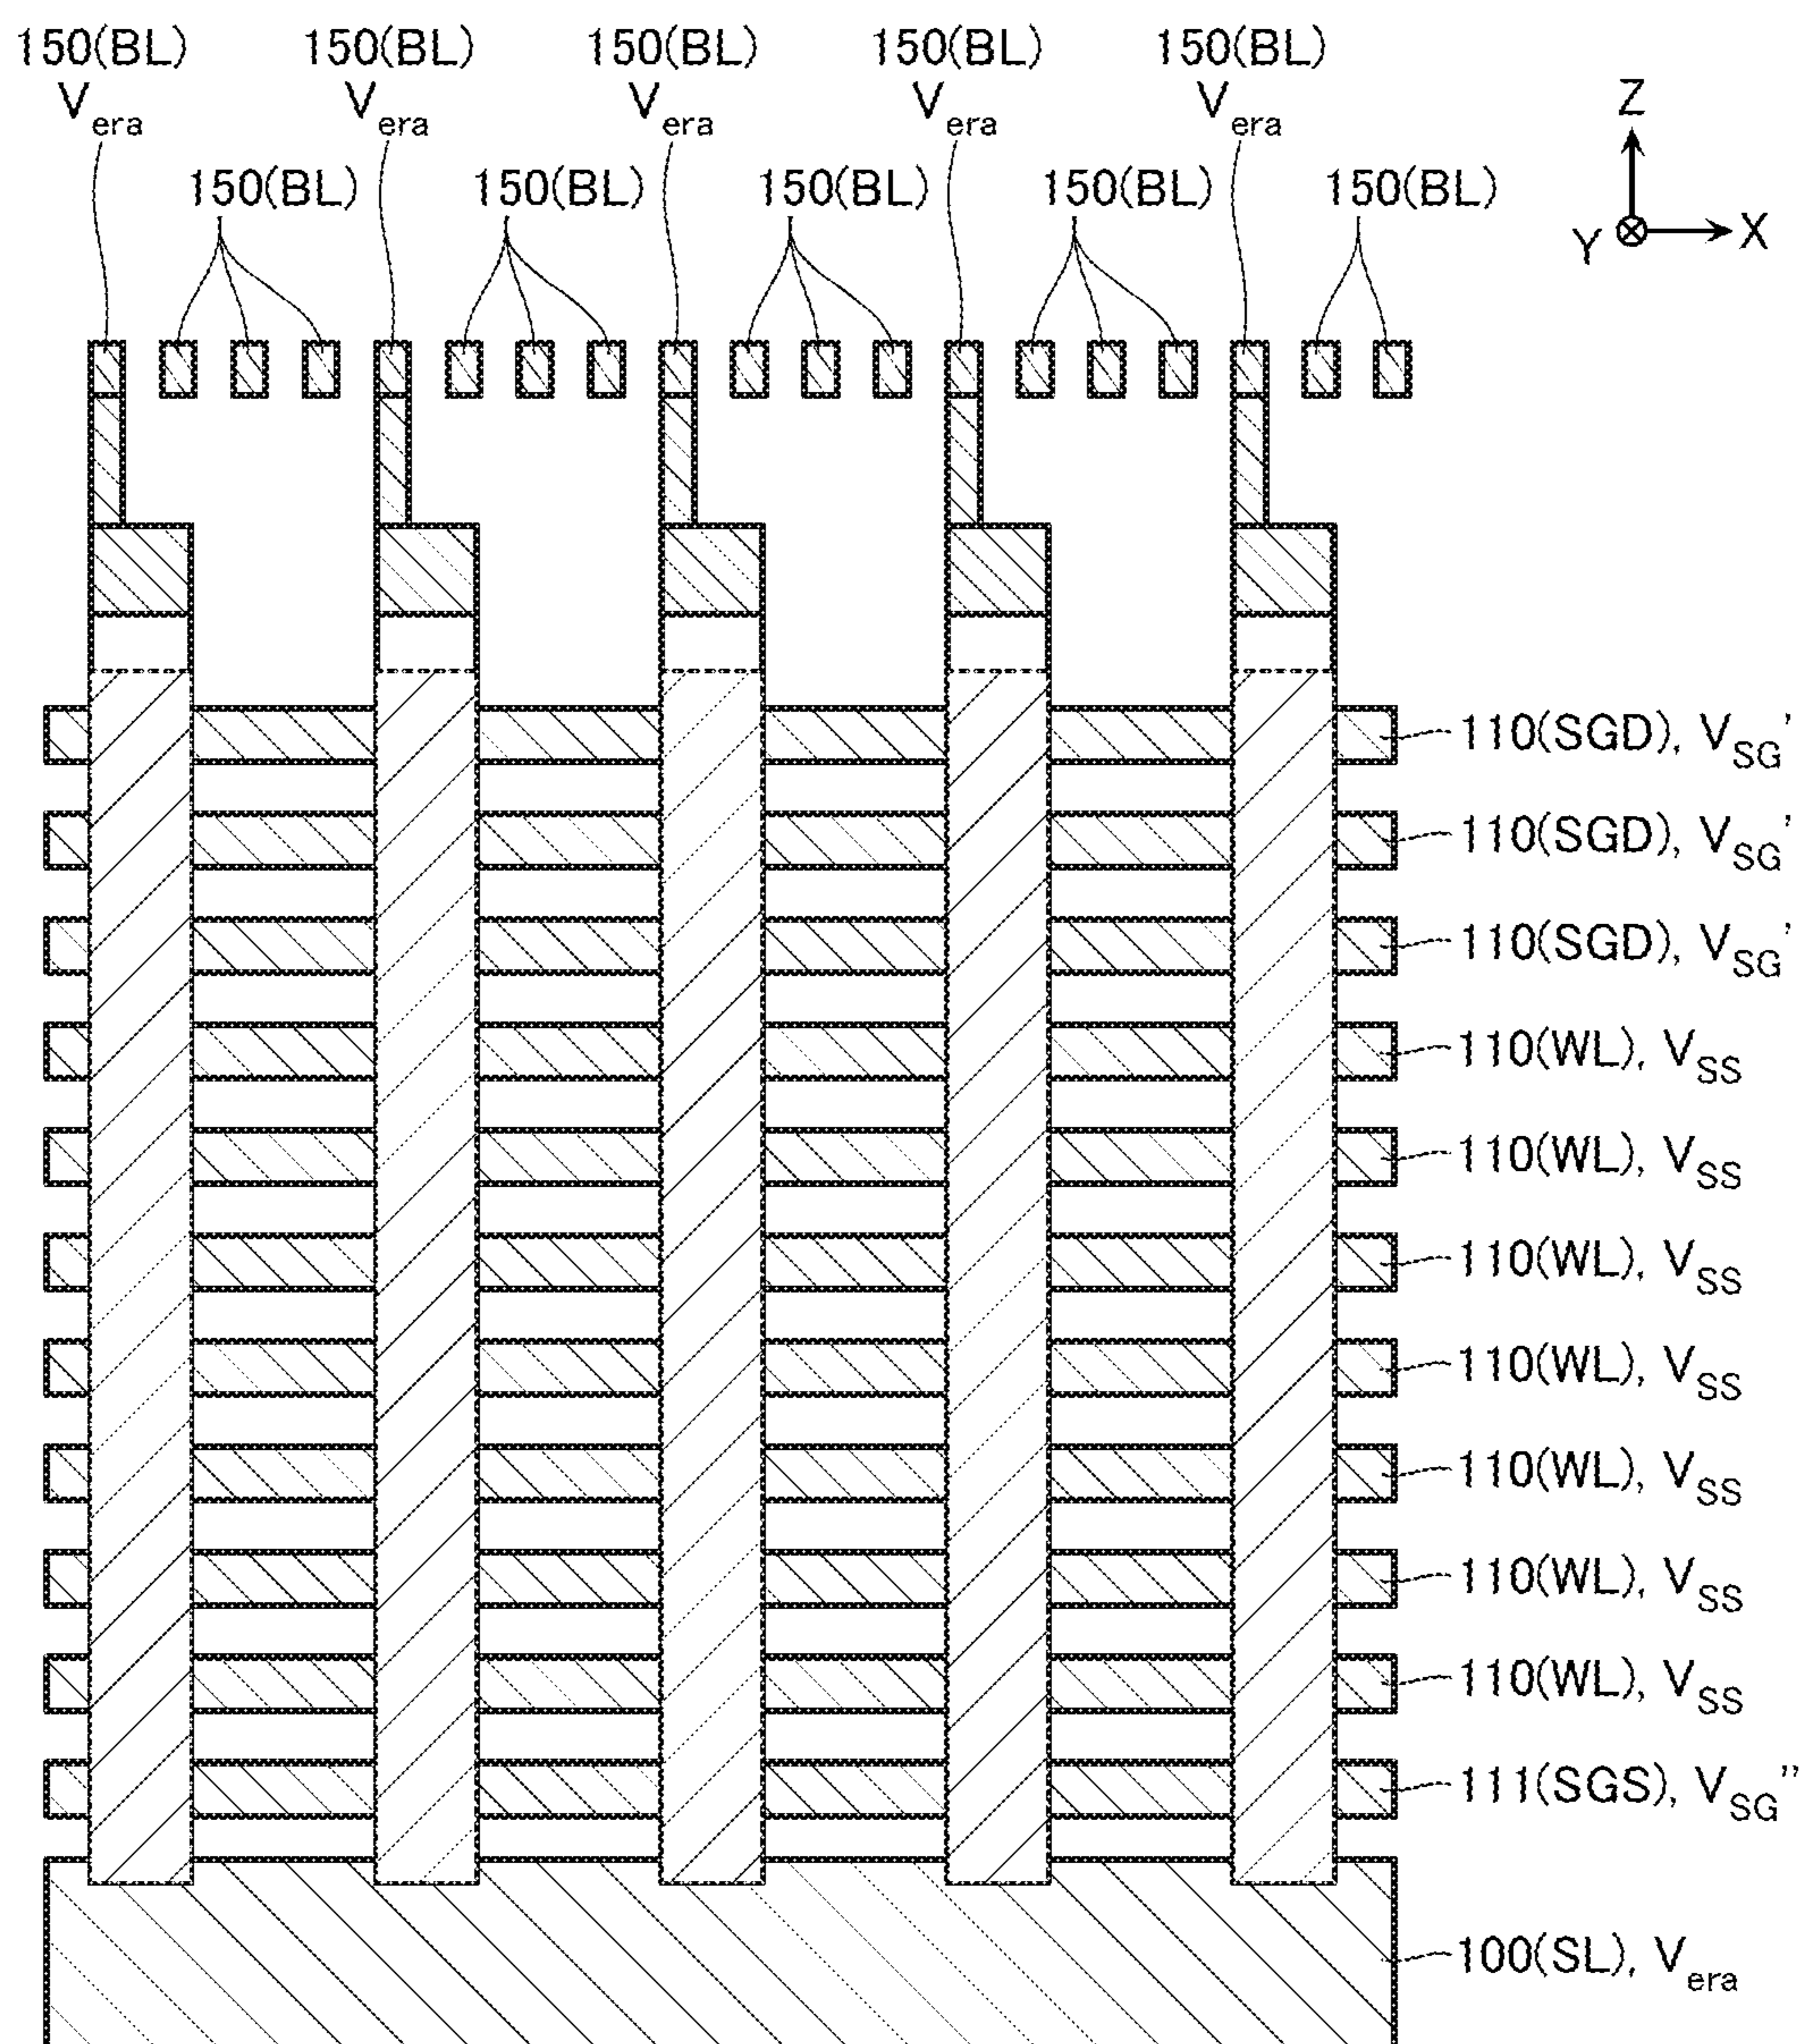 150(BL) 150(BL) 150(BL) 150(BL) 150(BL)
Vera Vera Vera Vera Vera
Z
150(BL) 150(BL) 150(BL) 150(BL) 150(BL)
Y X
110(SGD), VSG'
110(SGD), VSG'
110(SGD), VSG'
110(WL), VSS
110(WL), VSS
110(WL), VSS
110(WL), VSS
110(WL), VSS
110(WL), VSS
110(WL), VSS
111(SGS), VSG''
100(SL), Vera